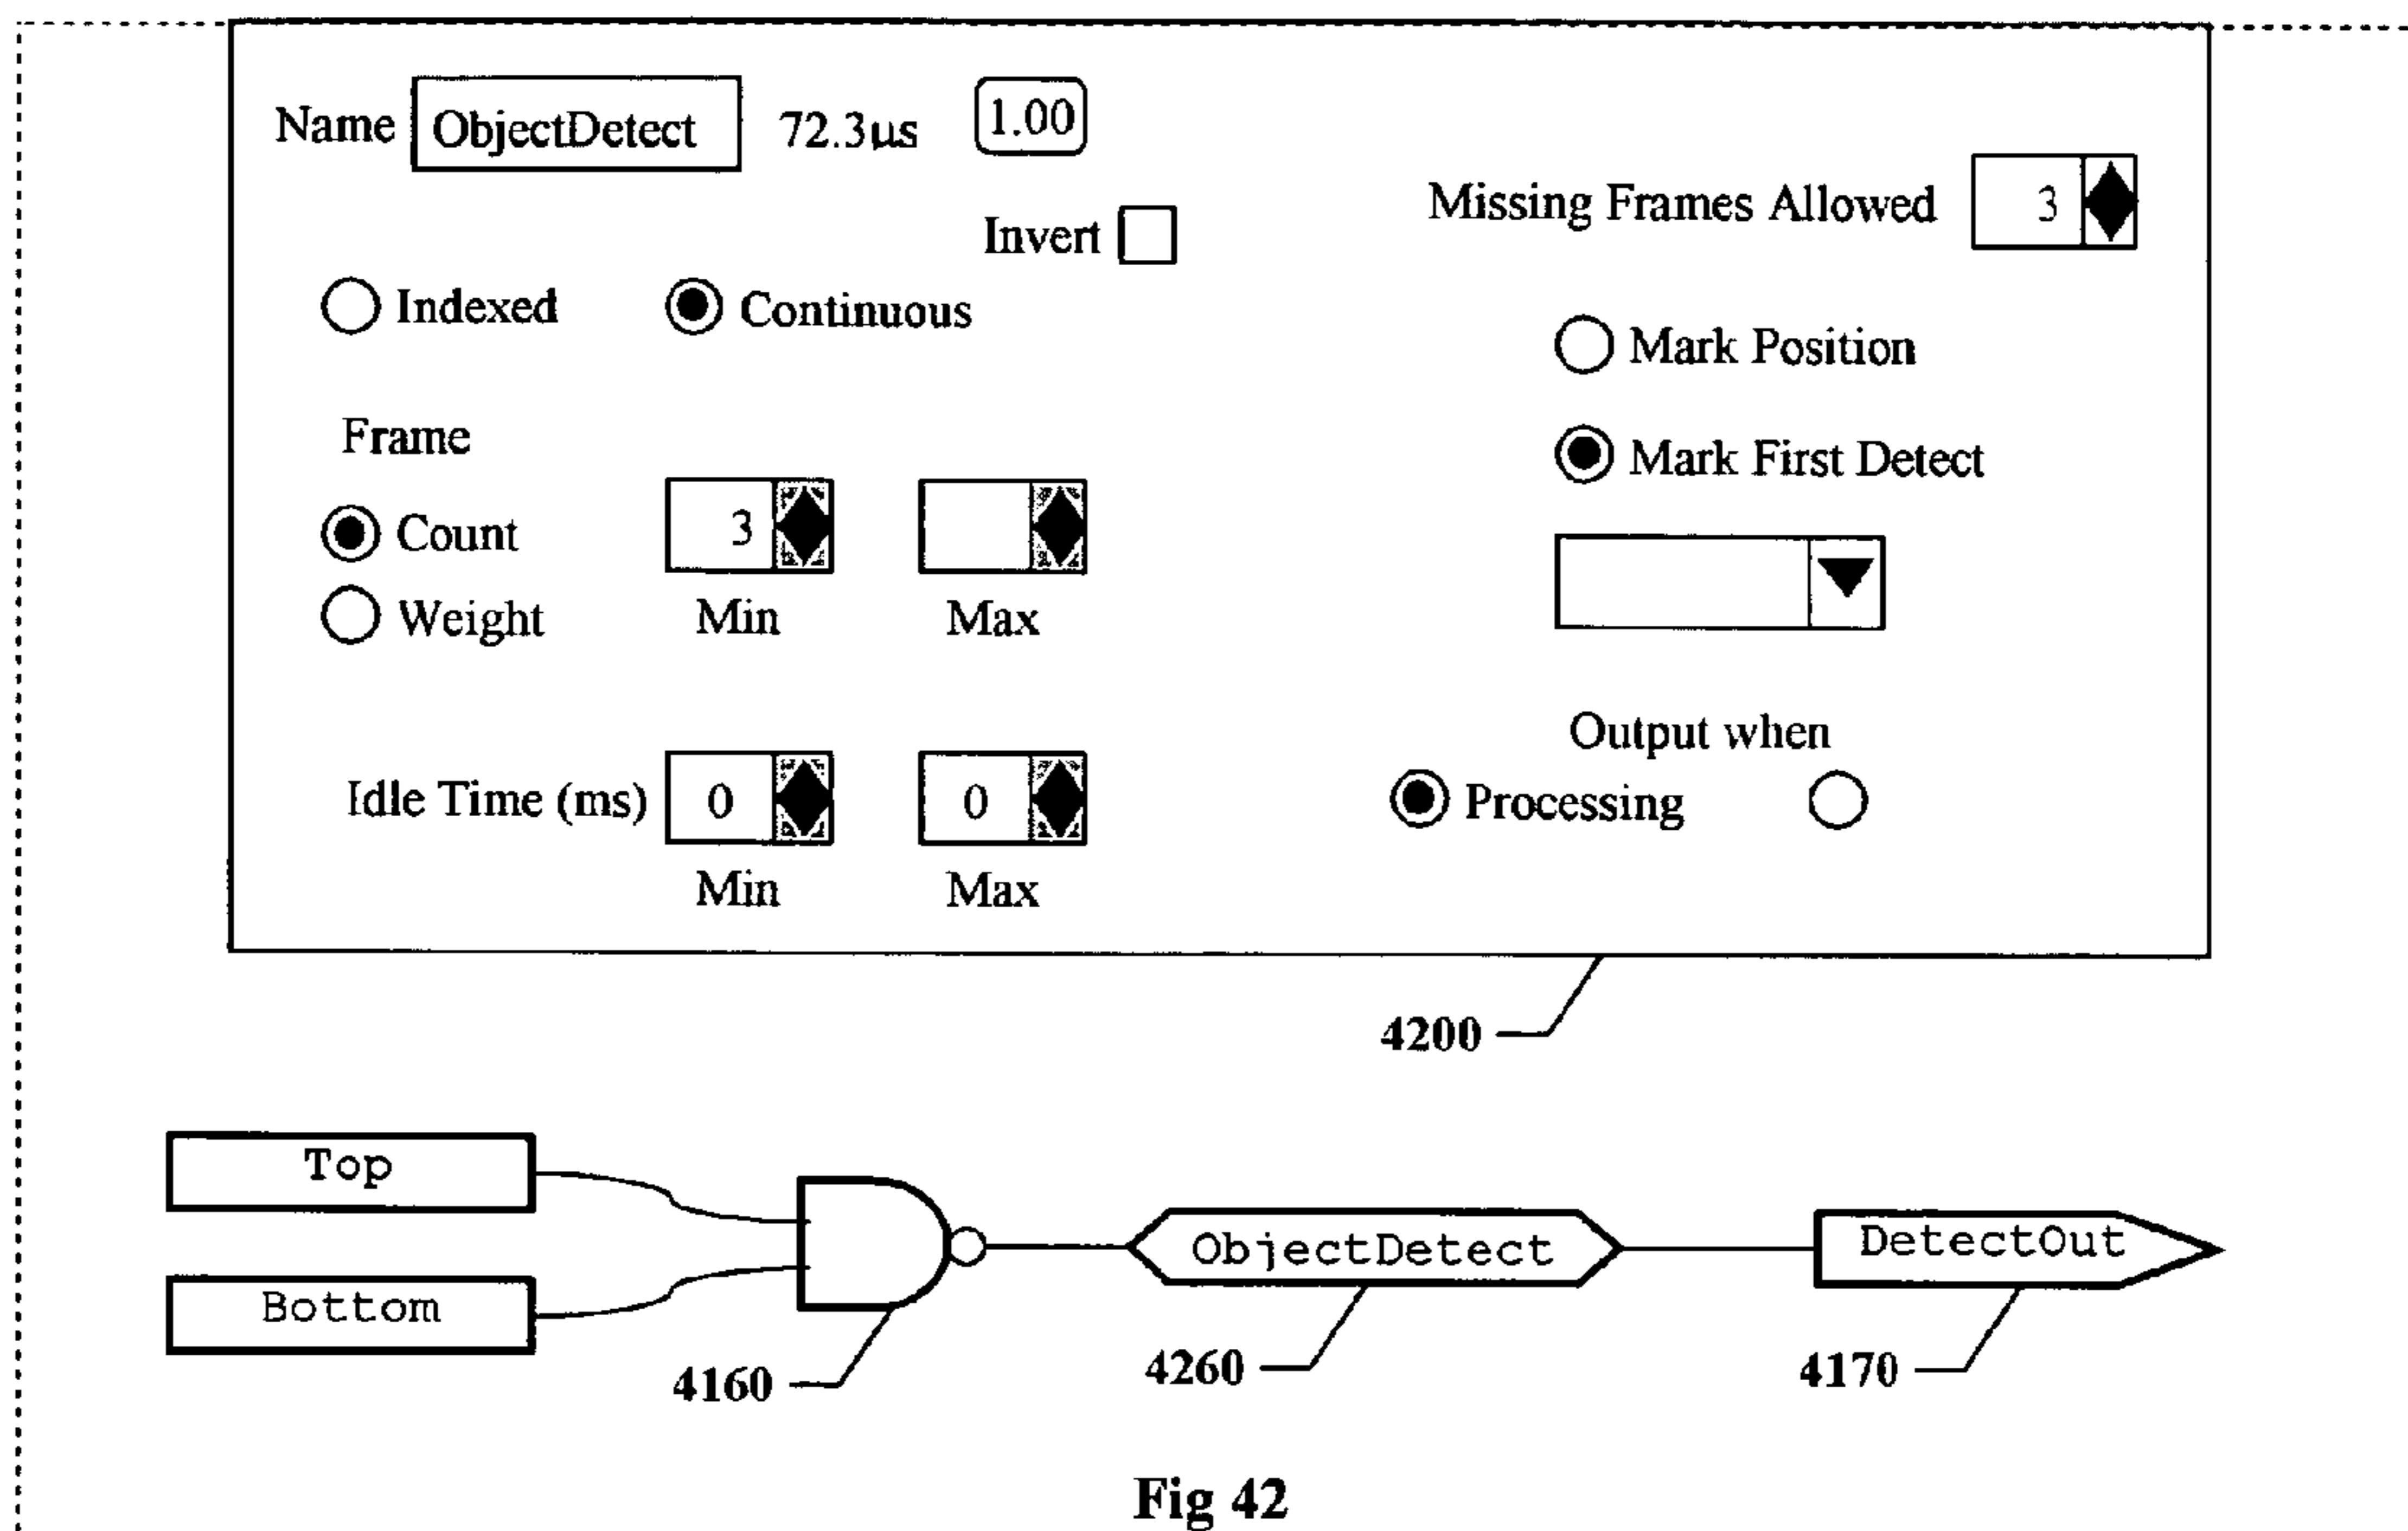 Name ObjectDetect 72.3µs 1.00
Missing Frames Allowed 3
Invert
Indexed Continuous
Mark Position
Frame
Mark First Detect
Count 3
Weight Min Max
Output when
Idle Time (ms) 0 0 Processing
Min Max
4200
Top
ObjectDetect DetectOut
Bottom
4160 4260 4170
Fig 42